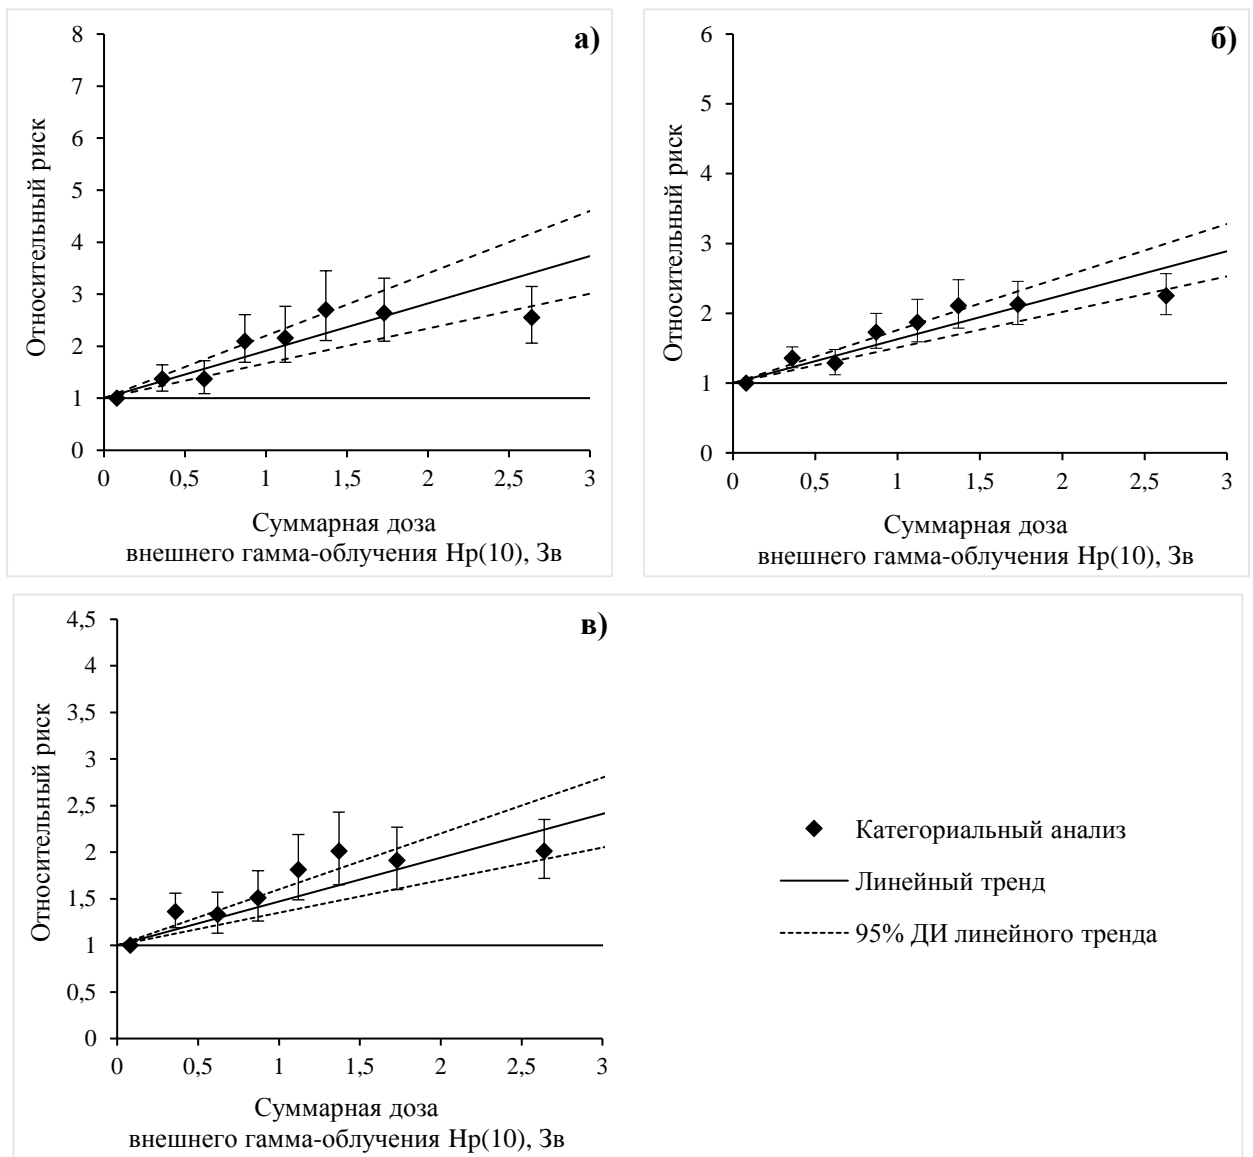 а)
8
7
6
5
4
3
2
1
0
Относительный риск
0 0,5 1 1,5 2 2,5 3
Суммарная доза
внешнего гамма-облучения Hp(10), Зв
б)
6
5
4
3
2
1
0
Относительный риск
0 0,5 1 1,5 2 2,5 3
Суммарная доза
внешнего гамма-облучения Hp(10), Зв
в)
4,5
4
3,5
3
2,5
2
1,5
1
0,5
0
Относительный риск
0 0,5 1 1,5 2 2,5 3
Суммарная доза
внешнего гамма-облучения Hp(10), Зв
Категориальный анализ
Линейный тренд
95% ДИ линейного тренда